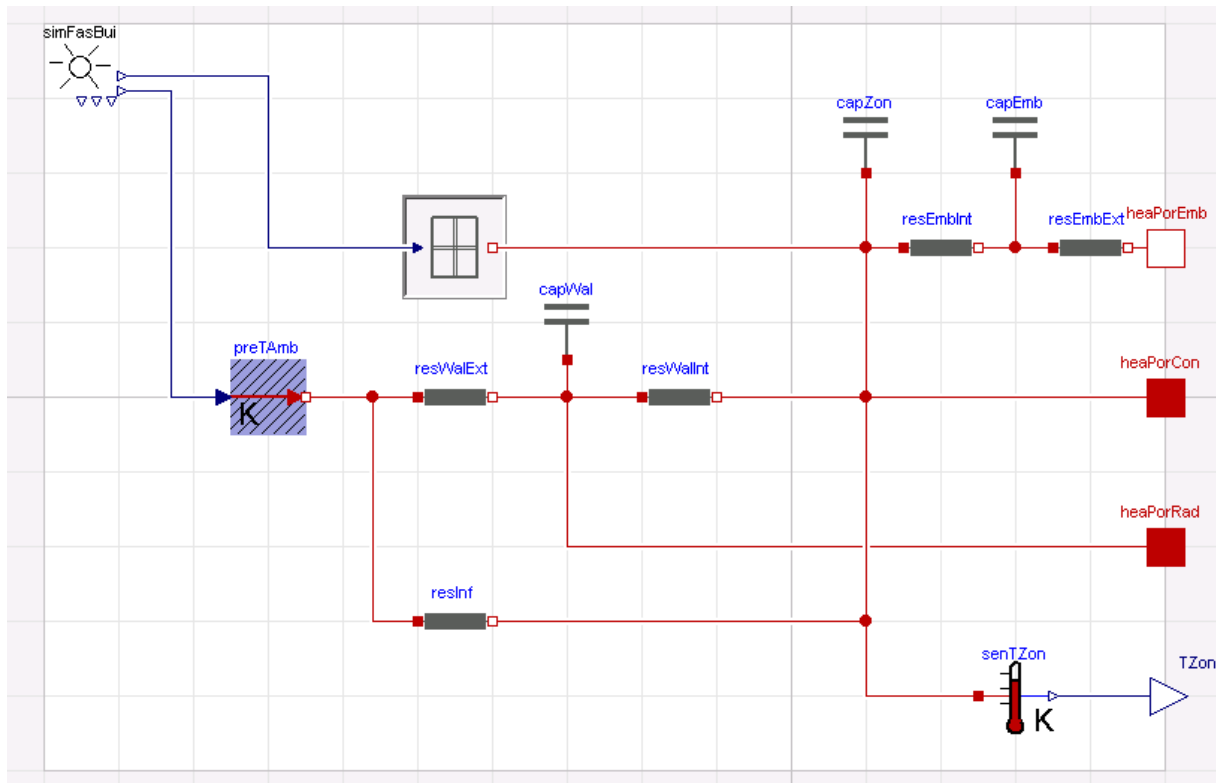 simFasBui
capZon
capEmb
resEmbInt
resEmbExt
heaPorEmb
capWal
preTAmb
K
resWalExt
resWalInt
heaPorCon
heaPorRad
resInf
senTZon
K
TZon